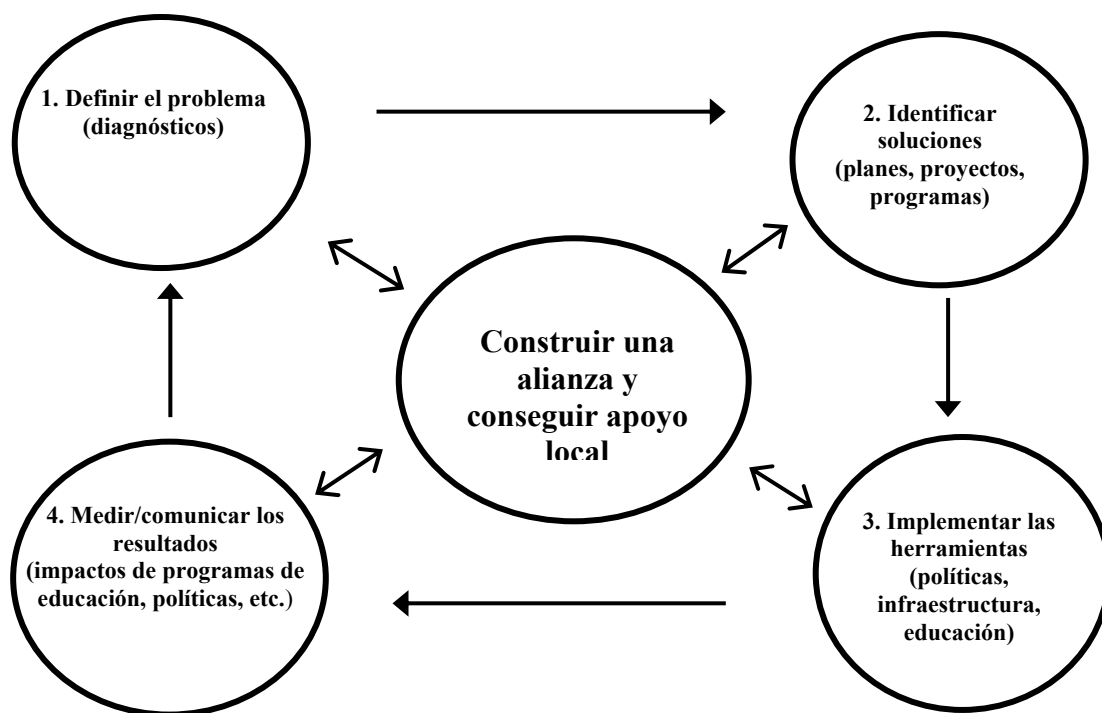 1. Definir el problema
(diagnósticos)
2. Identificar
soluciones
(planes, proyectos,
programas)
Construir una
alianza y
conseguir apoyo
local
4. Medir/comunicar los
resultados
(impactos de programas de
educación, políticas, etc.)
3. Implementar las
herramientas
(políticas,
infraestructura,
educación)